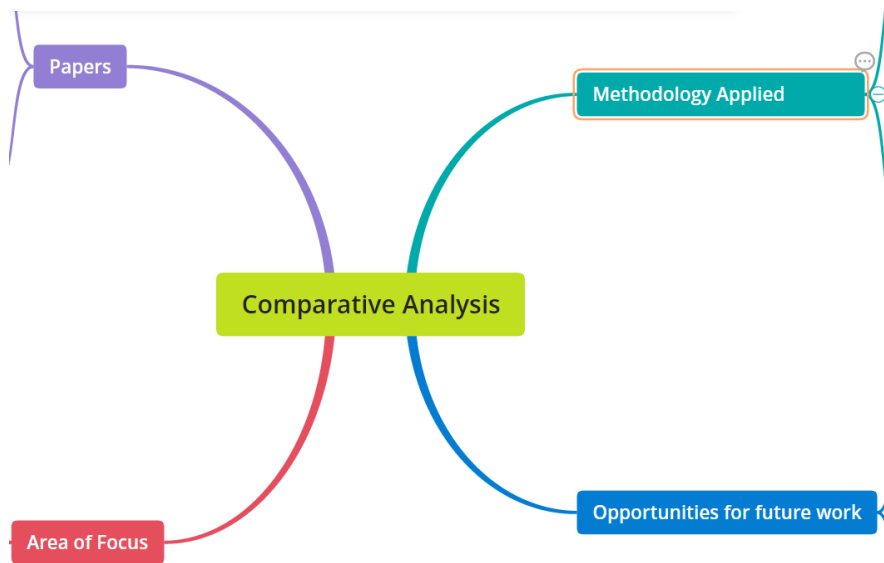 Papers
Methodology Applied
Comparative Analysis
Opportunities for future work
Area of Focus